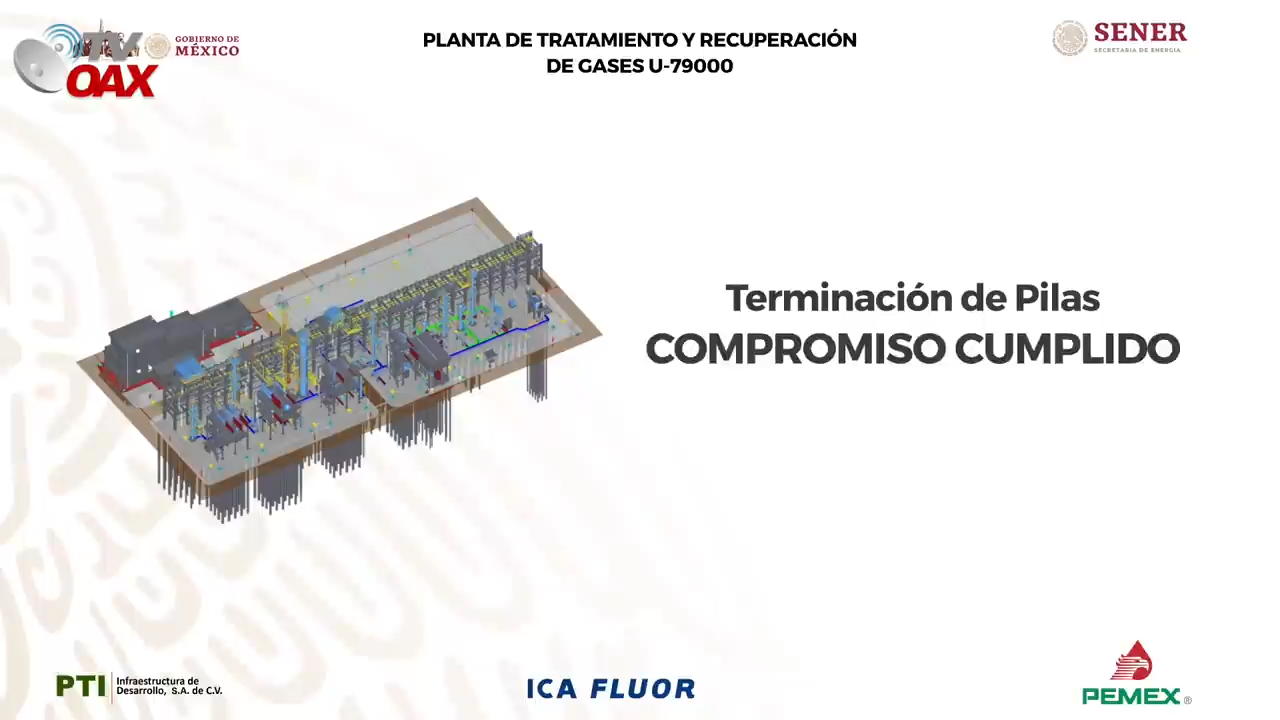 TV
OAX
GOBIERNO DE
MÉXICO
PLANTA DE TRATAMIENTO Y RECUPERACIÓN
DE GASES U-79000
SENER
SECRETARÍA DE ENERGÍA
Terminación de Pilas
COMPROMISO CUMPLIDO
PTI
Infraestructura de
Desarrollo, S.A. de C.V.
ICA FLUOR
PEMEX®